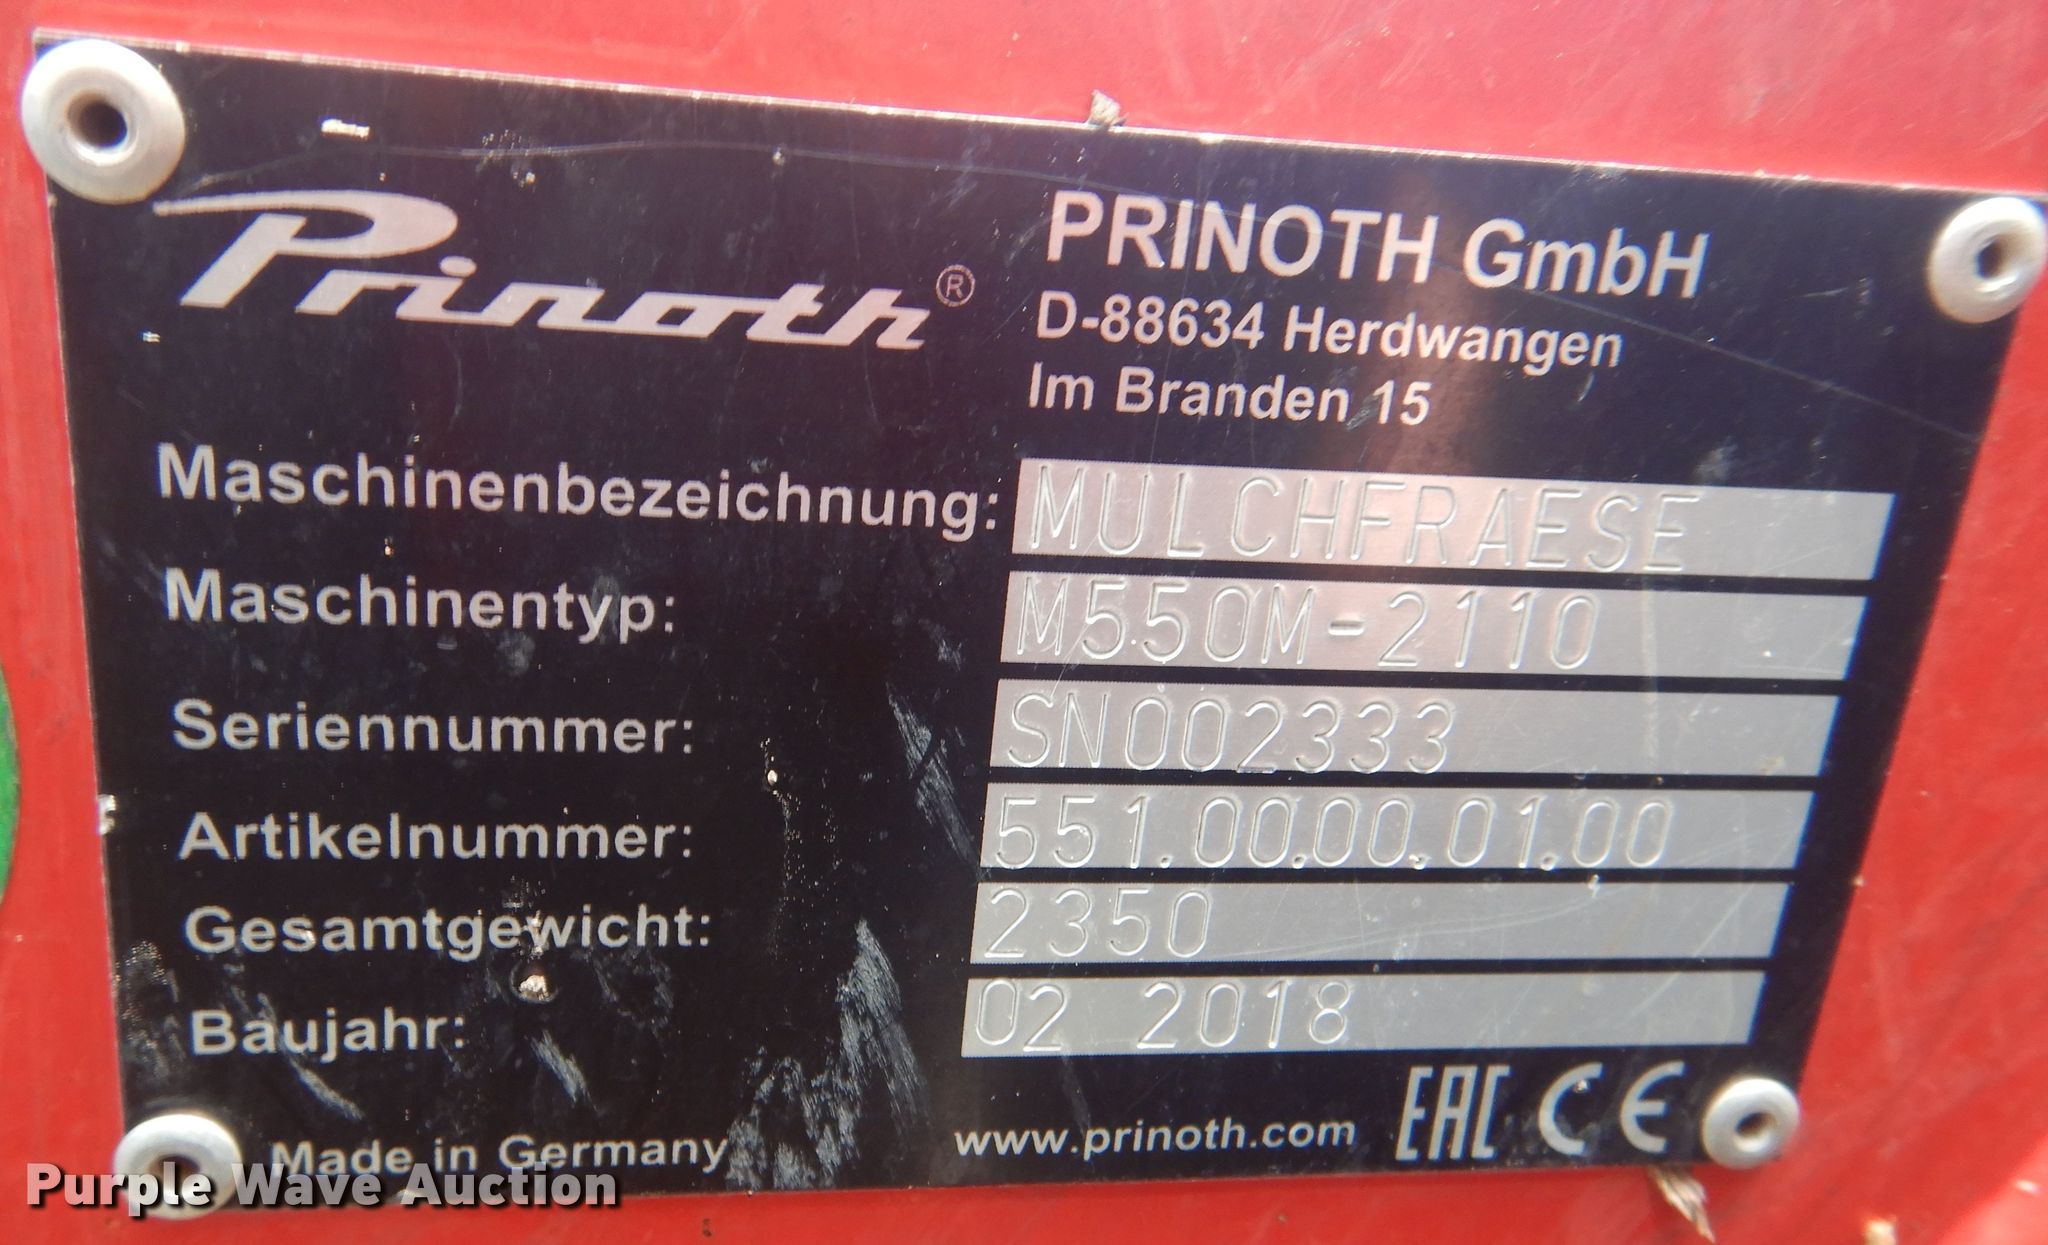 Prinoth®
PRINOTH GmbH
D-88634 Herdwangen
Im Branden 15
Maschinenbezeichnung: MULCHFRAESE
Maschinentyp: M550M-2110
Seriennummer: SN002333
Artikelnummer: 551.00.00.01.00
Gesamtgewicht: 2350
Baujahr: 02 2018
Made in Germany www.prinoth.com EAC CE
Purple Wave Auction